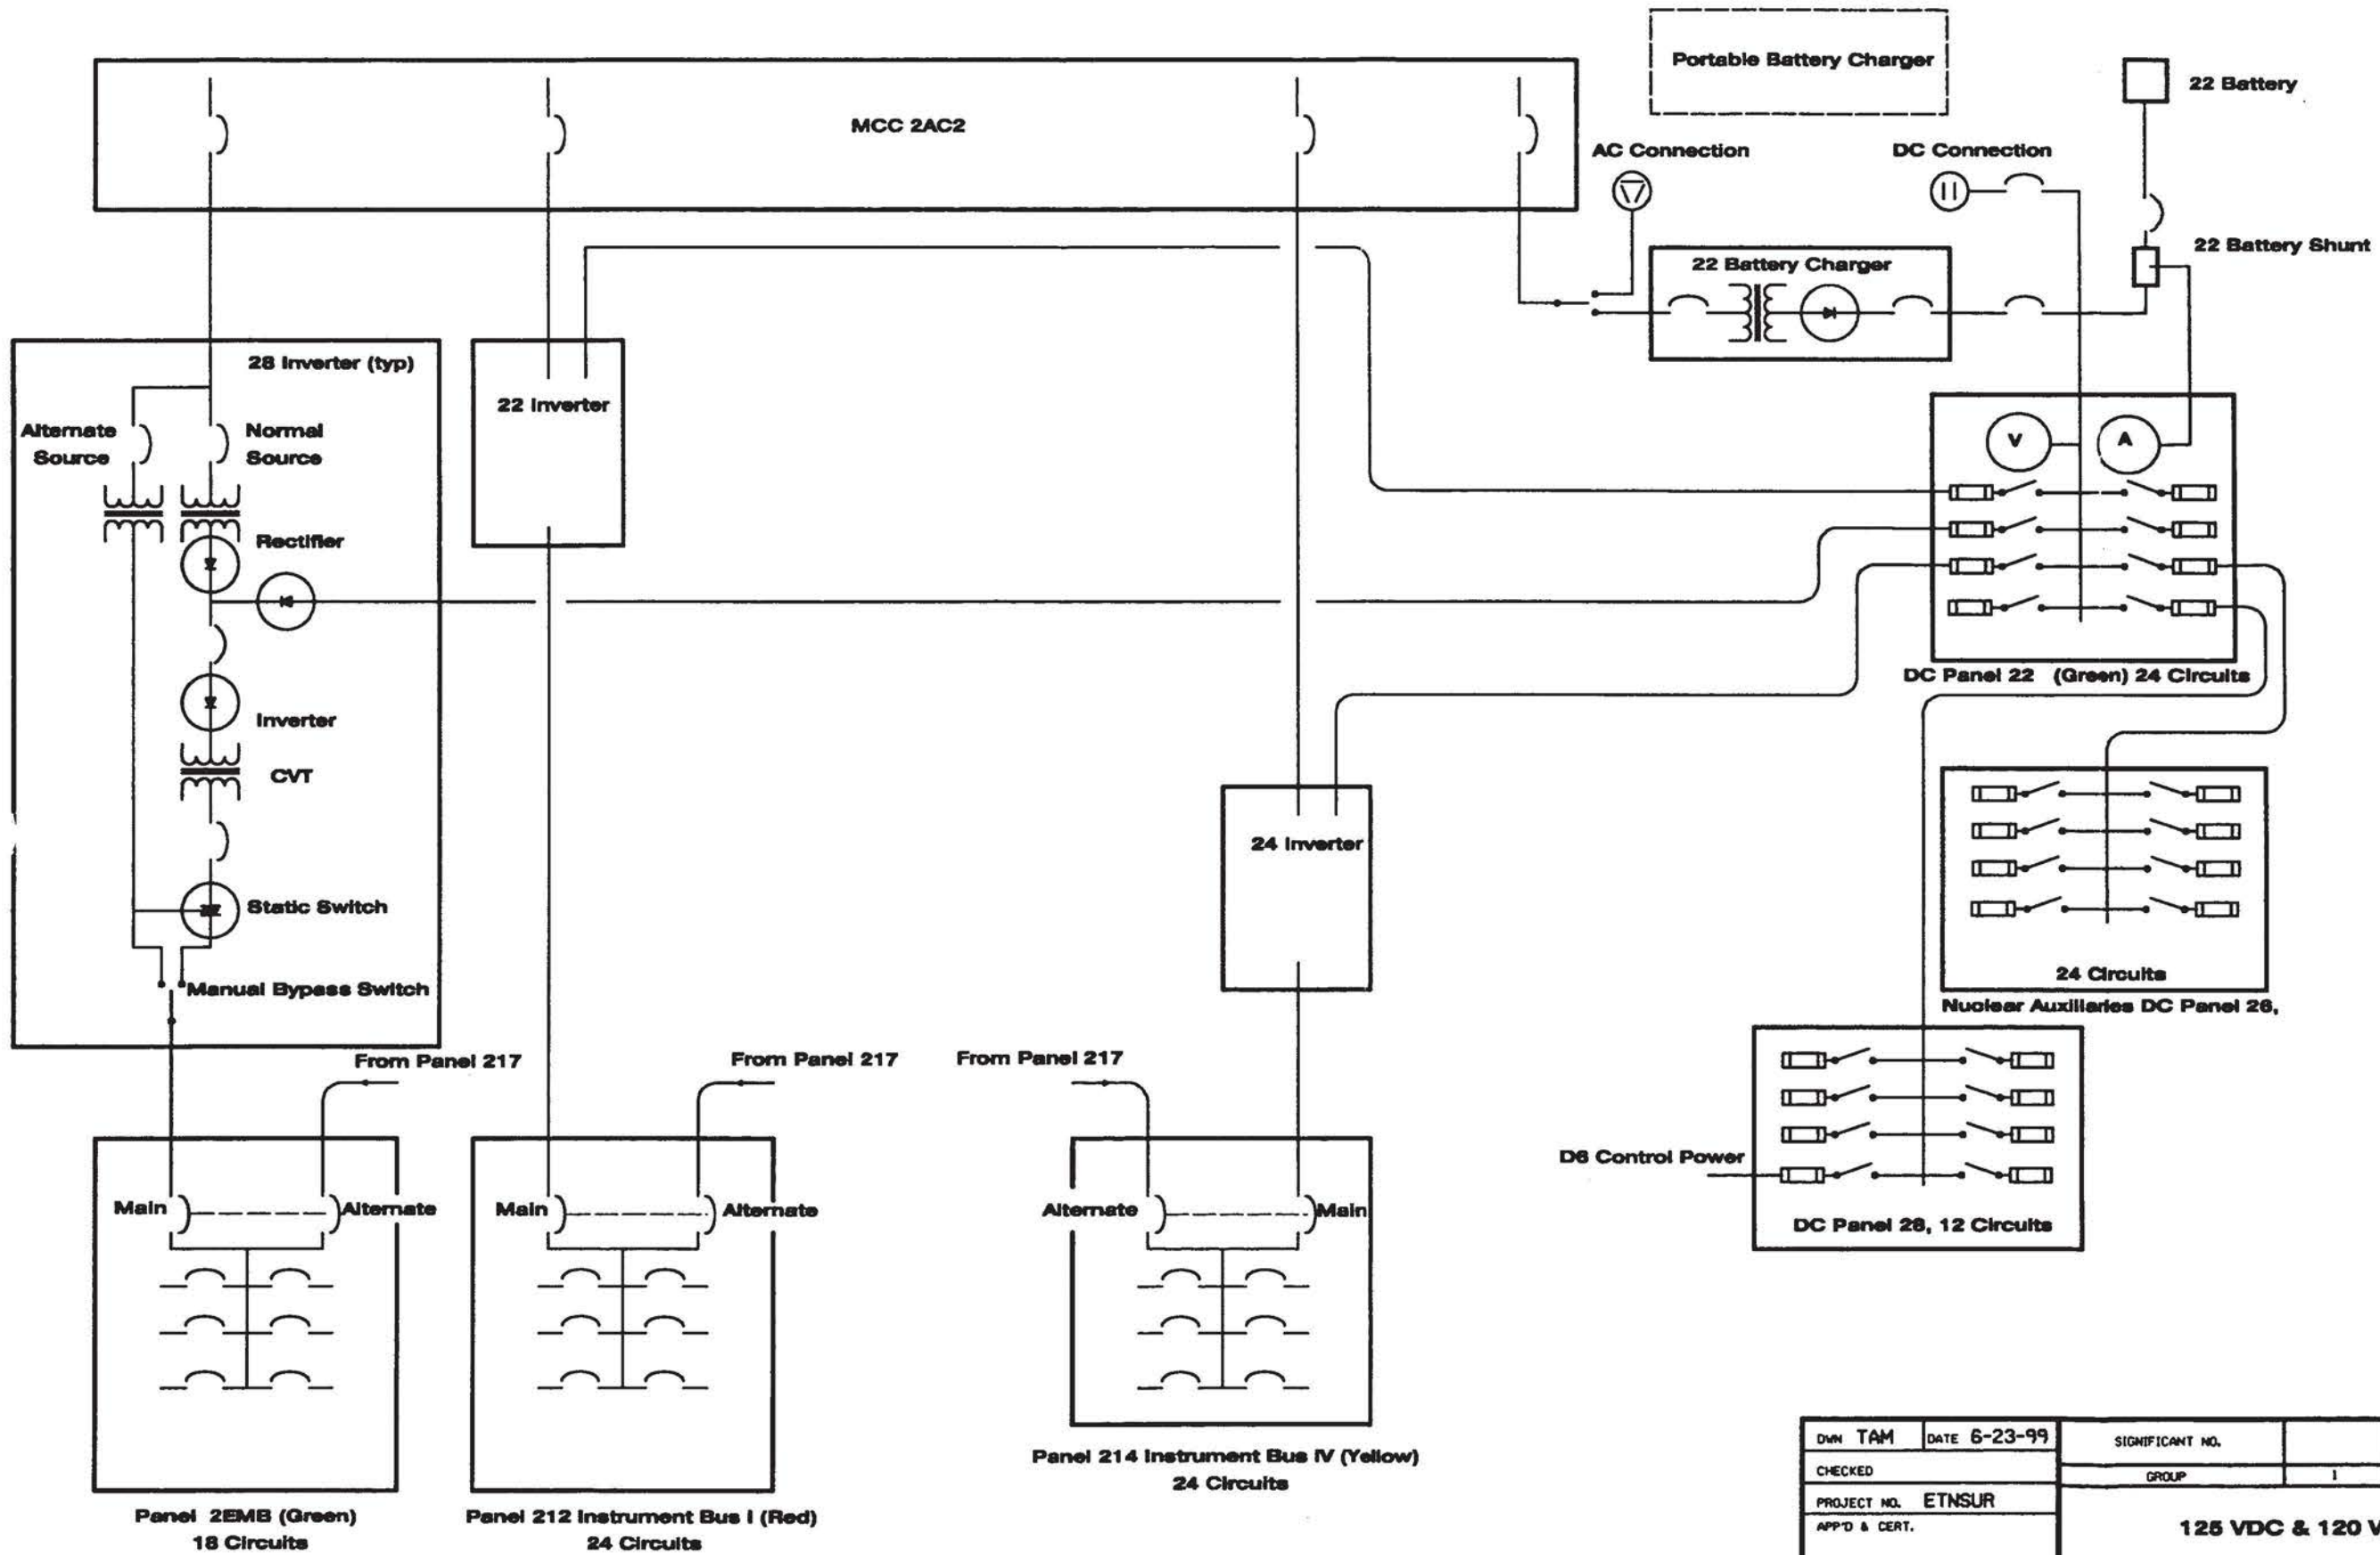 Portable Battery Charger
22 Battery
MCC 2AC2
AC Connection
DC Connection
22 Battery Shunt
22 Battery Charger
28 Inverter (typ)
22 Inverter
Alternate
Source
Normal
Source
V
A
Rectifier
DC Panel 22 (Green) 24 Circuits
Inverter
CVT
24 Inverter
Static Switch
24 Circuits
Manual Bypass Switch
Nuclear Auxiliaries DC Panel 26,
From Panel 217
From Panel 217
From Panel 217
D6 Control Power
Main
Alternate
Main
Alternate
Alternate
Main
DC Panel 28, 12 Circuits
Panel 214 Instrument Bus IV (Yellow)
24 Circuits
Panel 2EMB (Green)
18 Circuits
Panel 212 Instrument Bus I (Red)
24 Circuits
DWN TAM
DATE 6-23-99
SIGNIFICANT NO.
CHECKED
GROUP
1
PROJECT NO. ETNSUR
APP'D & CERT.
125 VDC & 120 V